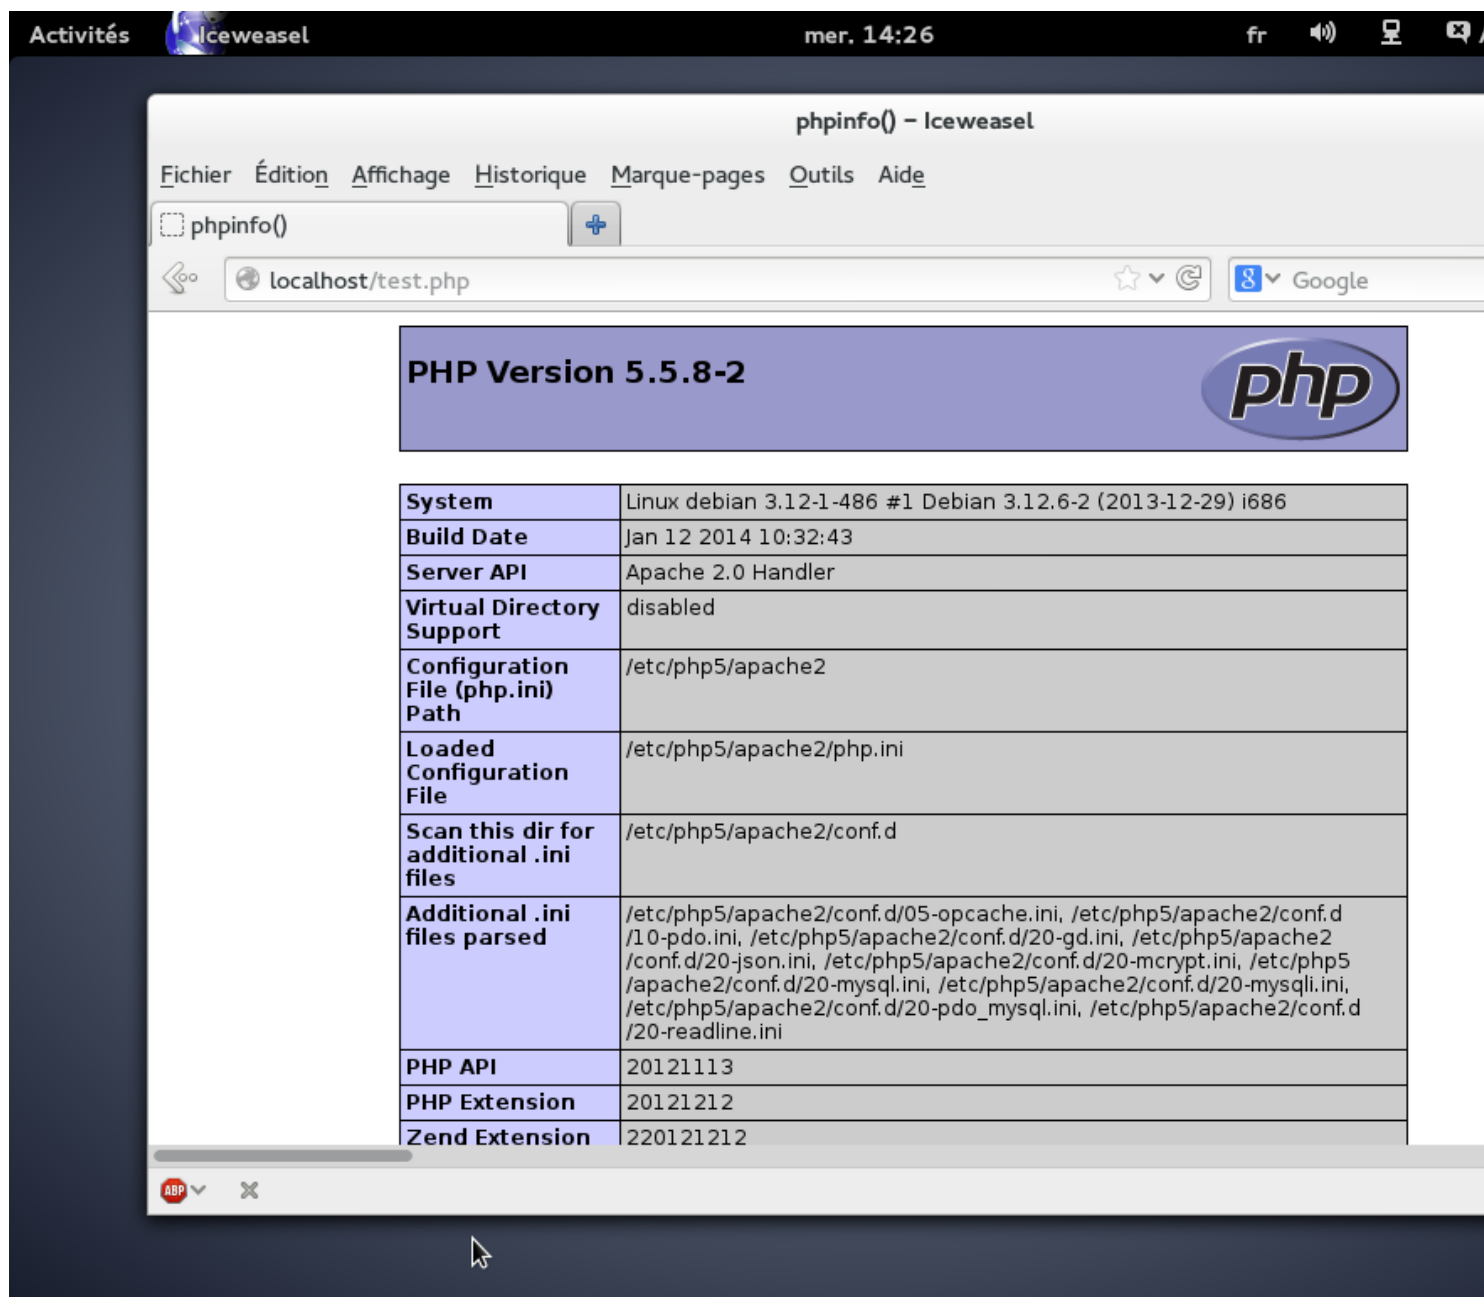 Activités Iceweasel mer. 14:26 fr
phpinfo() – Iceweasel
Fichier Édition Affichage Historique Marque-pages Outils Aide
phpinfo()
localhost/test.php 8 Google
PHP Version 5.5.8-2 php
System Linux debian 3.12-1-486 #1 Debian 3.12.6-2 (2013-12-29) i686
Build Date Jan 12 2014 10:32:43
Server API Apache 2.0 Handler
Virtual Directory disabled
Support
Configuration /etc/php5/apache2
File (php.ini)
Path
Loaded /etc/php5/apache2/php.ini
Configuration
File
Scan this dir for /etc/php5/apache2/conf.d
additional .ini
files
Additional .ini /etc/php5/apache2/conf.d/05-opcache.ini, /etc/php5/apache2/conf.d
files parsed /10-pdo.ini, /etc/php5/apache2/conf.d/20-gd.ini, /etc/php5/apache2
/conf.d/20-json.ini, /etc/php5/apache2/conf.d/20-mcrypt.ini, /etc/php5
/apache2/conf.d/20-mysql.ini, /etc/php5/apache2/conf.d/20-mysqli.ini,
/etc/php5/apache2/conf.d/20-pdo_mysql.ini, /etc/php5/apache2/conf.d
/20-readline.ini
PHP API 20121113
PHP Extension 20121212
Zend Extension 220121212
ABP